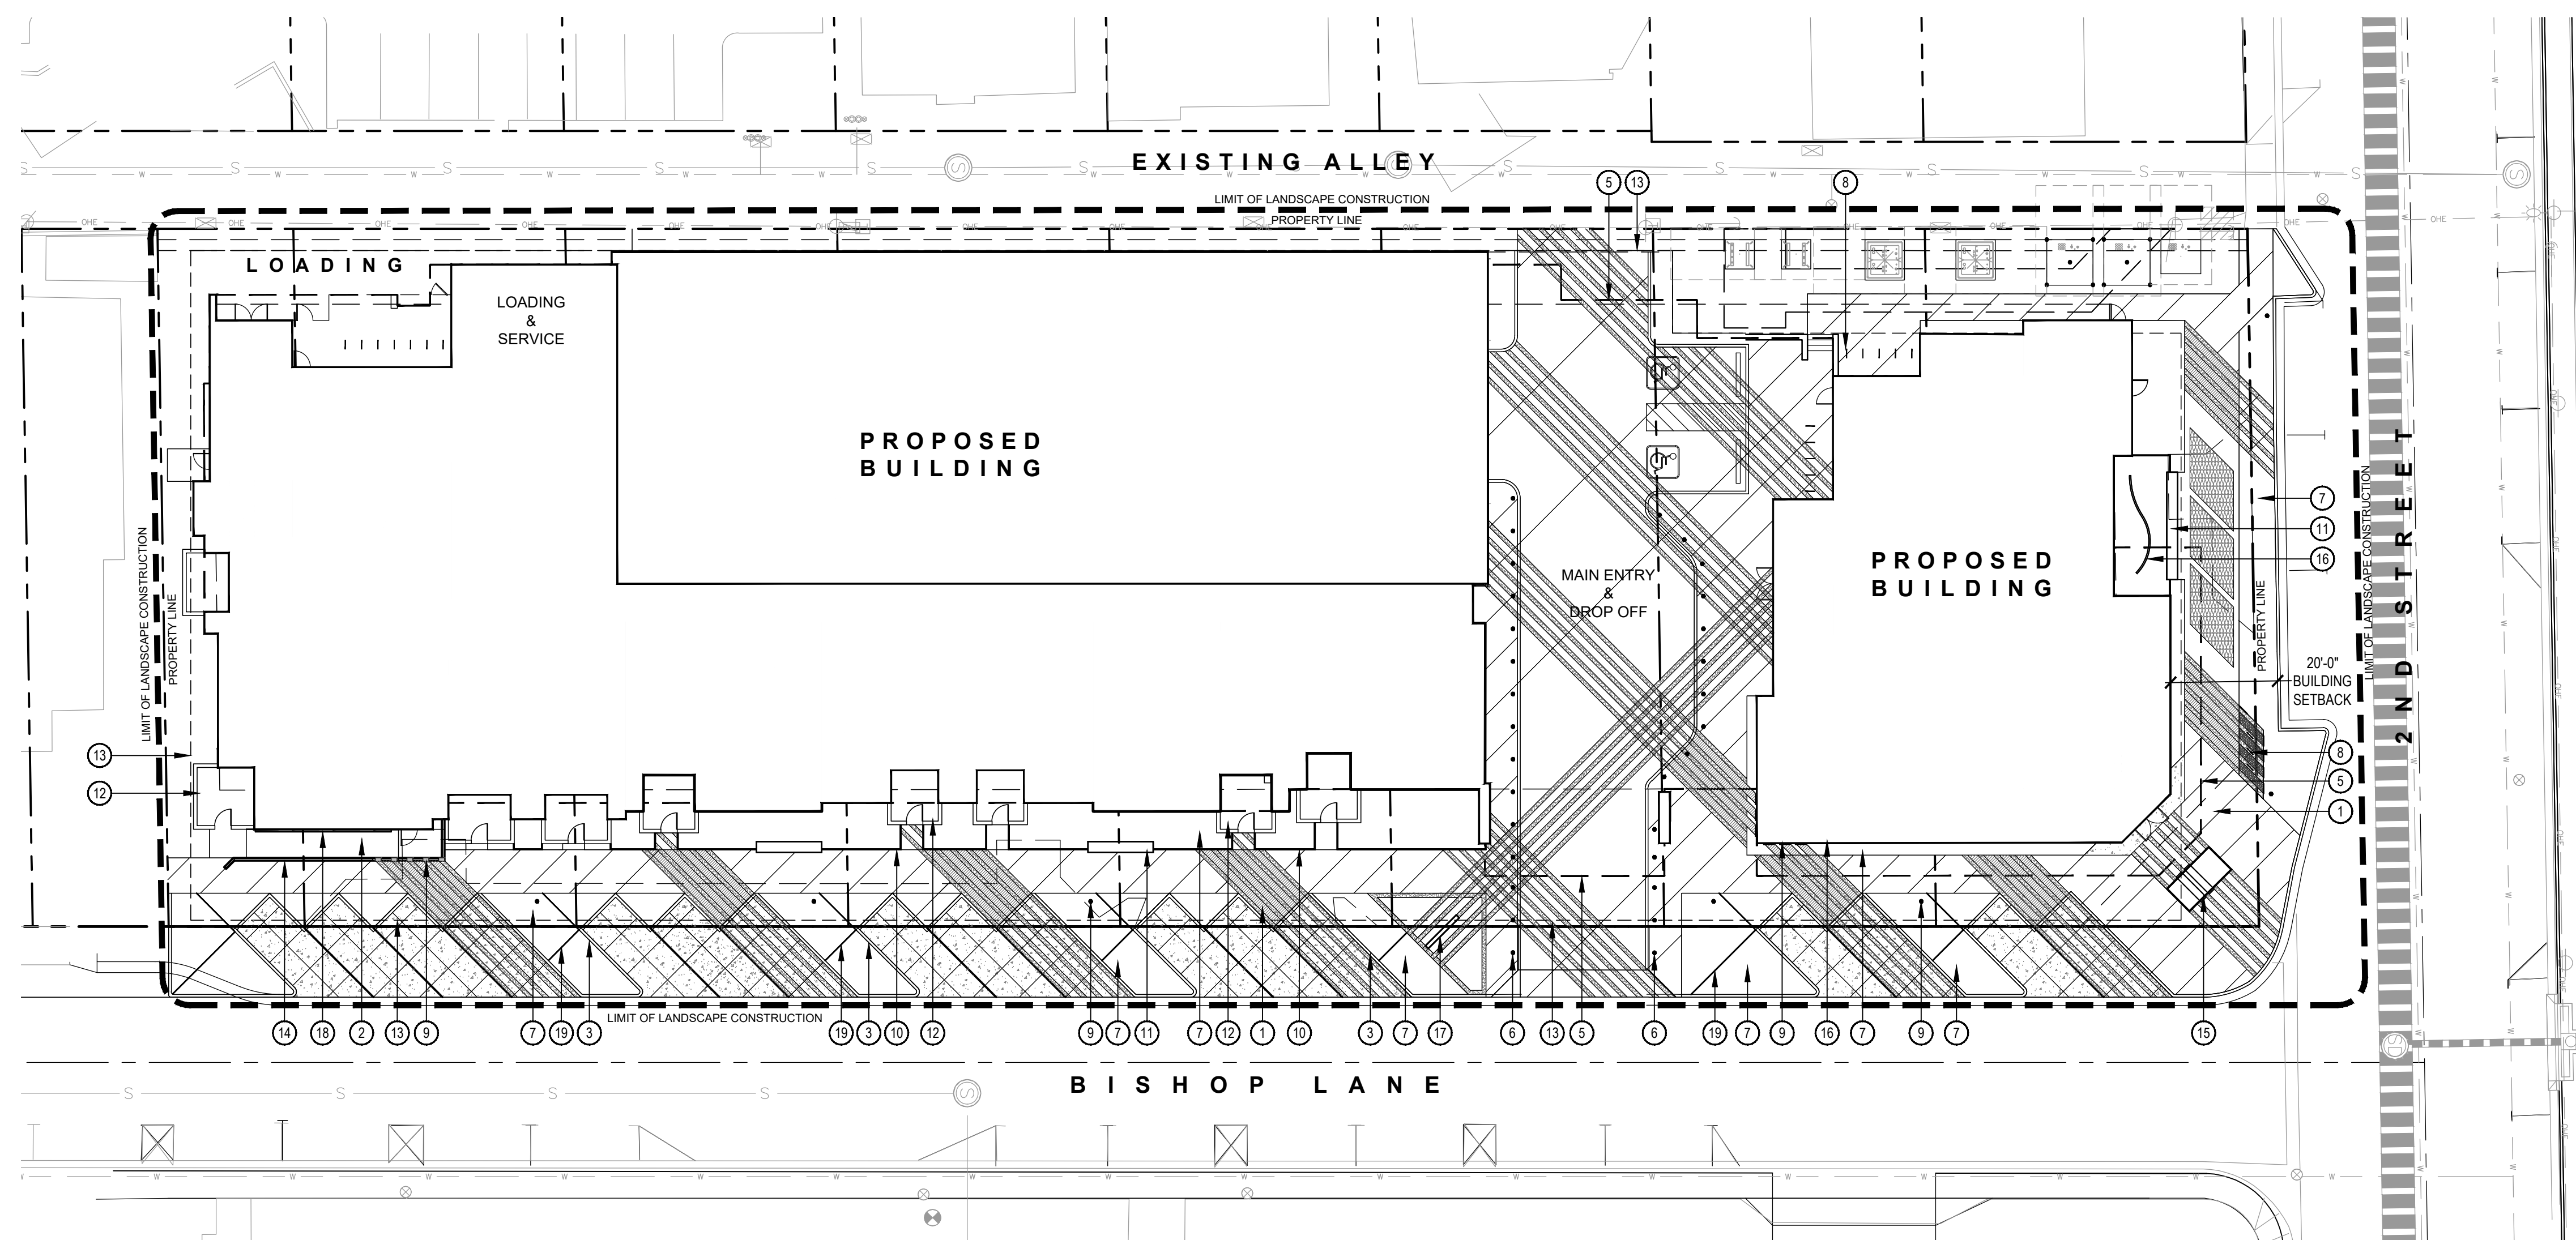 EXISTING ALLEY
LIMIT OF LANDSCAPE CONSTRUCTION
PROPERTY LINE
5 13 8
LOADING
LOADING
&
SERVICE
PROPOSED
BUILDING
MAIN ENTRY
&
DROP OFF
PROPOSED
BUILDING
7
11
16
20'-0"
BUILDING
SETBACK
8
5
1
LIMIT OF LANDSCAPE CONSTRUCTION
PROPERTY LINE
13
12
PROPERTY LINE
LIMIT OF LANDSCAPE CONSTRUCTION
2ND STREET
LIMIT OF LANDSCAPE CONSTRUCTION
14 18 2 13 9 7 19 3 19 3 10 12 9 7 11 7 12 1 10 3 7 17 6 13 5 6 19 7 9 16 7 9 7 15
BISHOP LANE